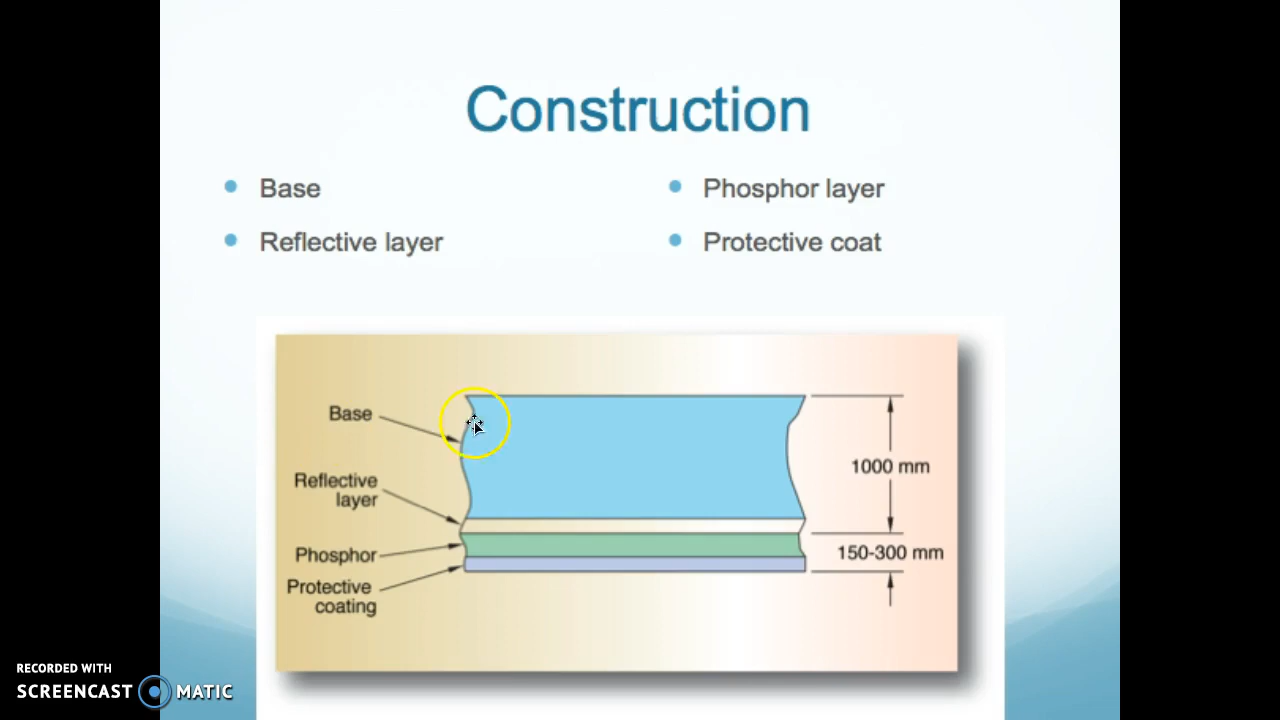 Construction
Base
Reflective layer
Phosphor layer
Protective coat
Base
Reflective
layer
Phosphor
Protective
coating
1000 mm
150-300 mm
RECORDED WITH
SCREENCAST MATIC